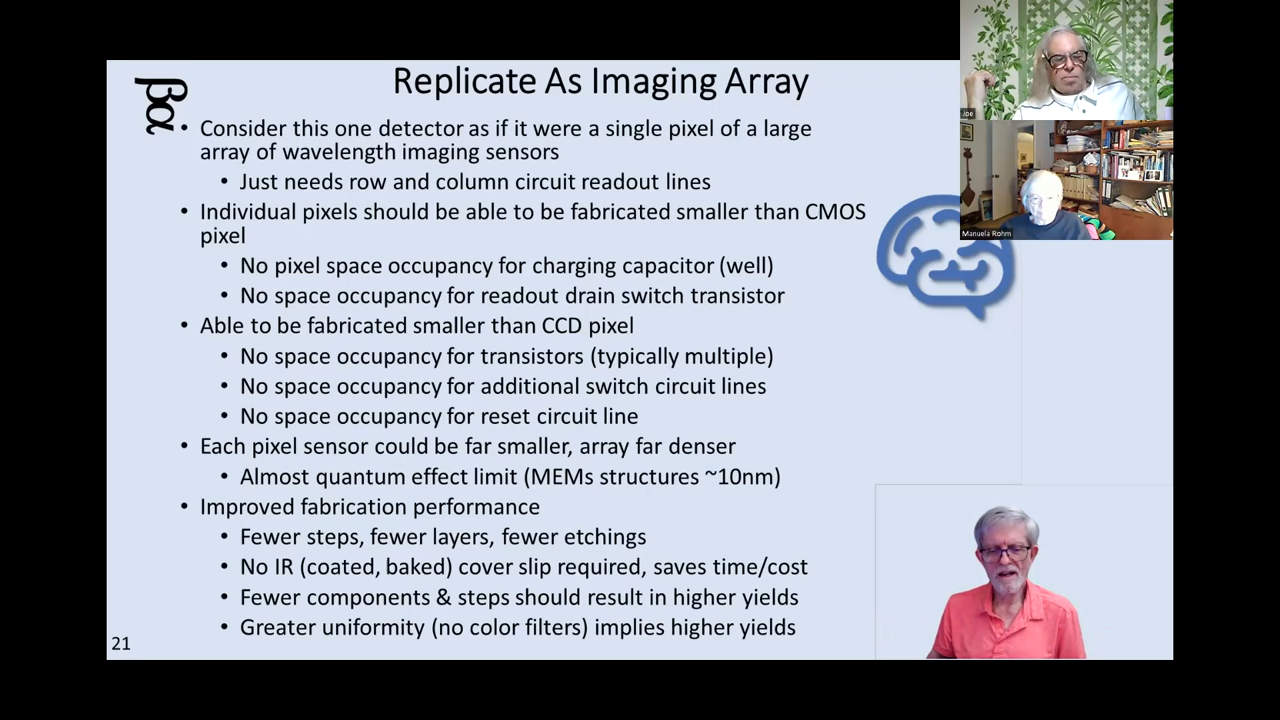 βα
Replicate As Imaging Array
• Consider this one detector as if it were a single pixel of a large
array of wavelength imaging sensors
• Just needs row and column circuit readout lines
• Individual pixels should be able to be fabricated smaller than CMOS
pixel
• No pixel space occupancy for charging capacitor (well)
• No space occupancy for readout drain switch transistor
• Able to be fabricated smaller than CCD pixel
• No space occupancy for transistors (typically multiple)
• No space occupancy for additional switch circuit lines
• No space occupancy for reset circuit line
• Each pixel sensor could be far smaller, array far denser
• Almost quantum effect limit (MEMs structures ~10nm)
• Improved fabrication performance
• Fewer steps, fewer layers, fewer etchings
• No IR (coated, baked) cover slip required, saves time/cost
• Fewer components & steps should result in higher yields
• Greater uniformity (no color filters) implies higher yields
21
Joe
Manuela Rohm